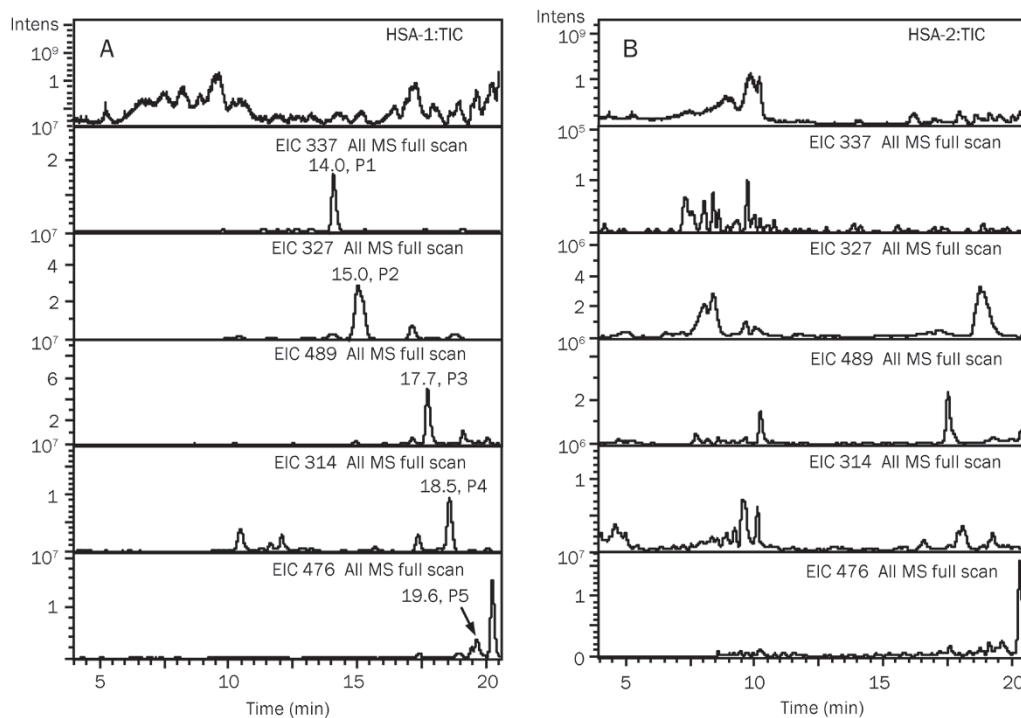 Intens
A
HSA-1:TIC
10⁹
1
10⁷
EIC 337 All MS full scan
14.0, P1
2
10⁷
EIC 327 All MS full scan
15.0, P2
4
2
10⁷
EIC 489 All MS full scan
17.7, P3
6
2
10⁷
EIC 314 All MS full scan
18.5, P4
1
10⁷
EIC 476 All MS full scan
19.6, P5
1
5 10 15 20
Time (min)
Intens
B
HSA-2:TIC
10⁹
1
10⁵
EIC 337 All MS full scan
1
10⁶
EIC 327 All MS full scan
4
2
10⁶
EIC 489 All MS full scan
2
10⁶
EIC 314 All MS full scan
1
10⁷
EIC 476 All MS full scan
1
0
5 10 15 20
Time (min)